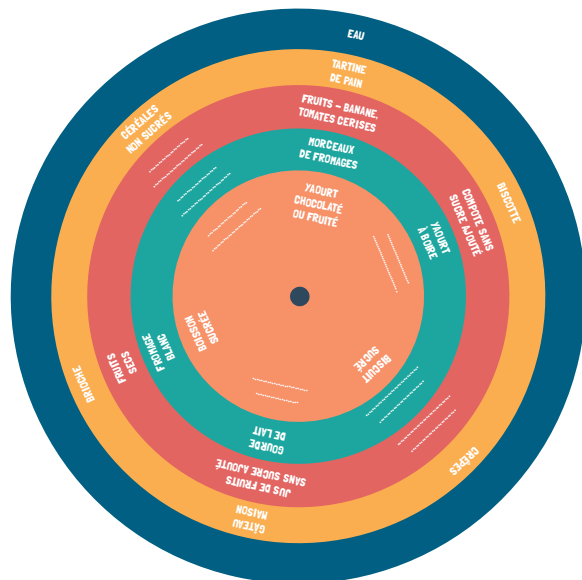 EAU
TARTINE
DE PAIN
CÉRÉALES
NON SUCRÉS
BISCOTTE
CRÊPES
GÂTEAU
MAISON
BRIOCHE
FRUITS – BANANE,
TOMATES CERISES
COMPOTE SANS
SUCRE AJOUTÉ
JUS DE FRUITS
SANS SUCRE AJOUTÉ
FRUITS
SECS
MORCEAUX
DE FROMAGES
YAOURT
À BOIRE
GOURDE
DE LAIT
FROMAGE
BLANC
YAOURT
CHOCOLATÉ
OU FRUITÉ
BISCUIT
SUCRÉ
BOISSON
SUCRÉE